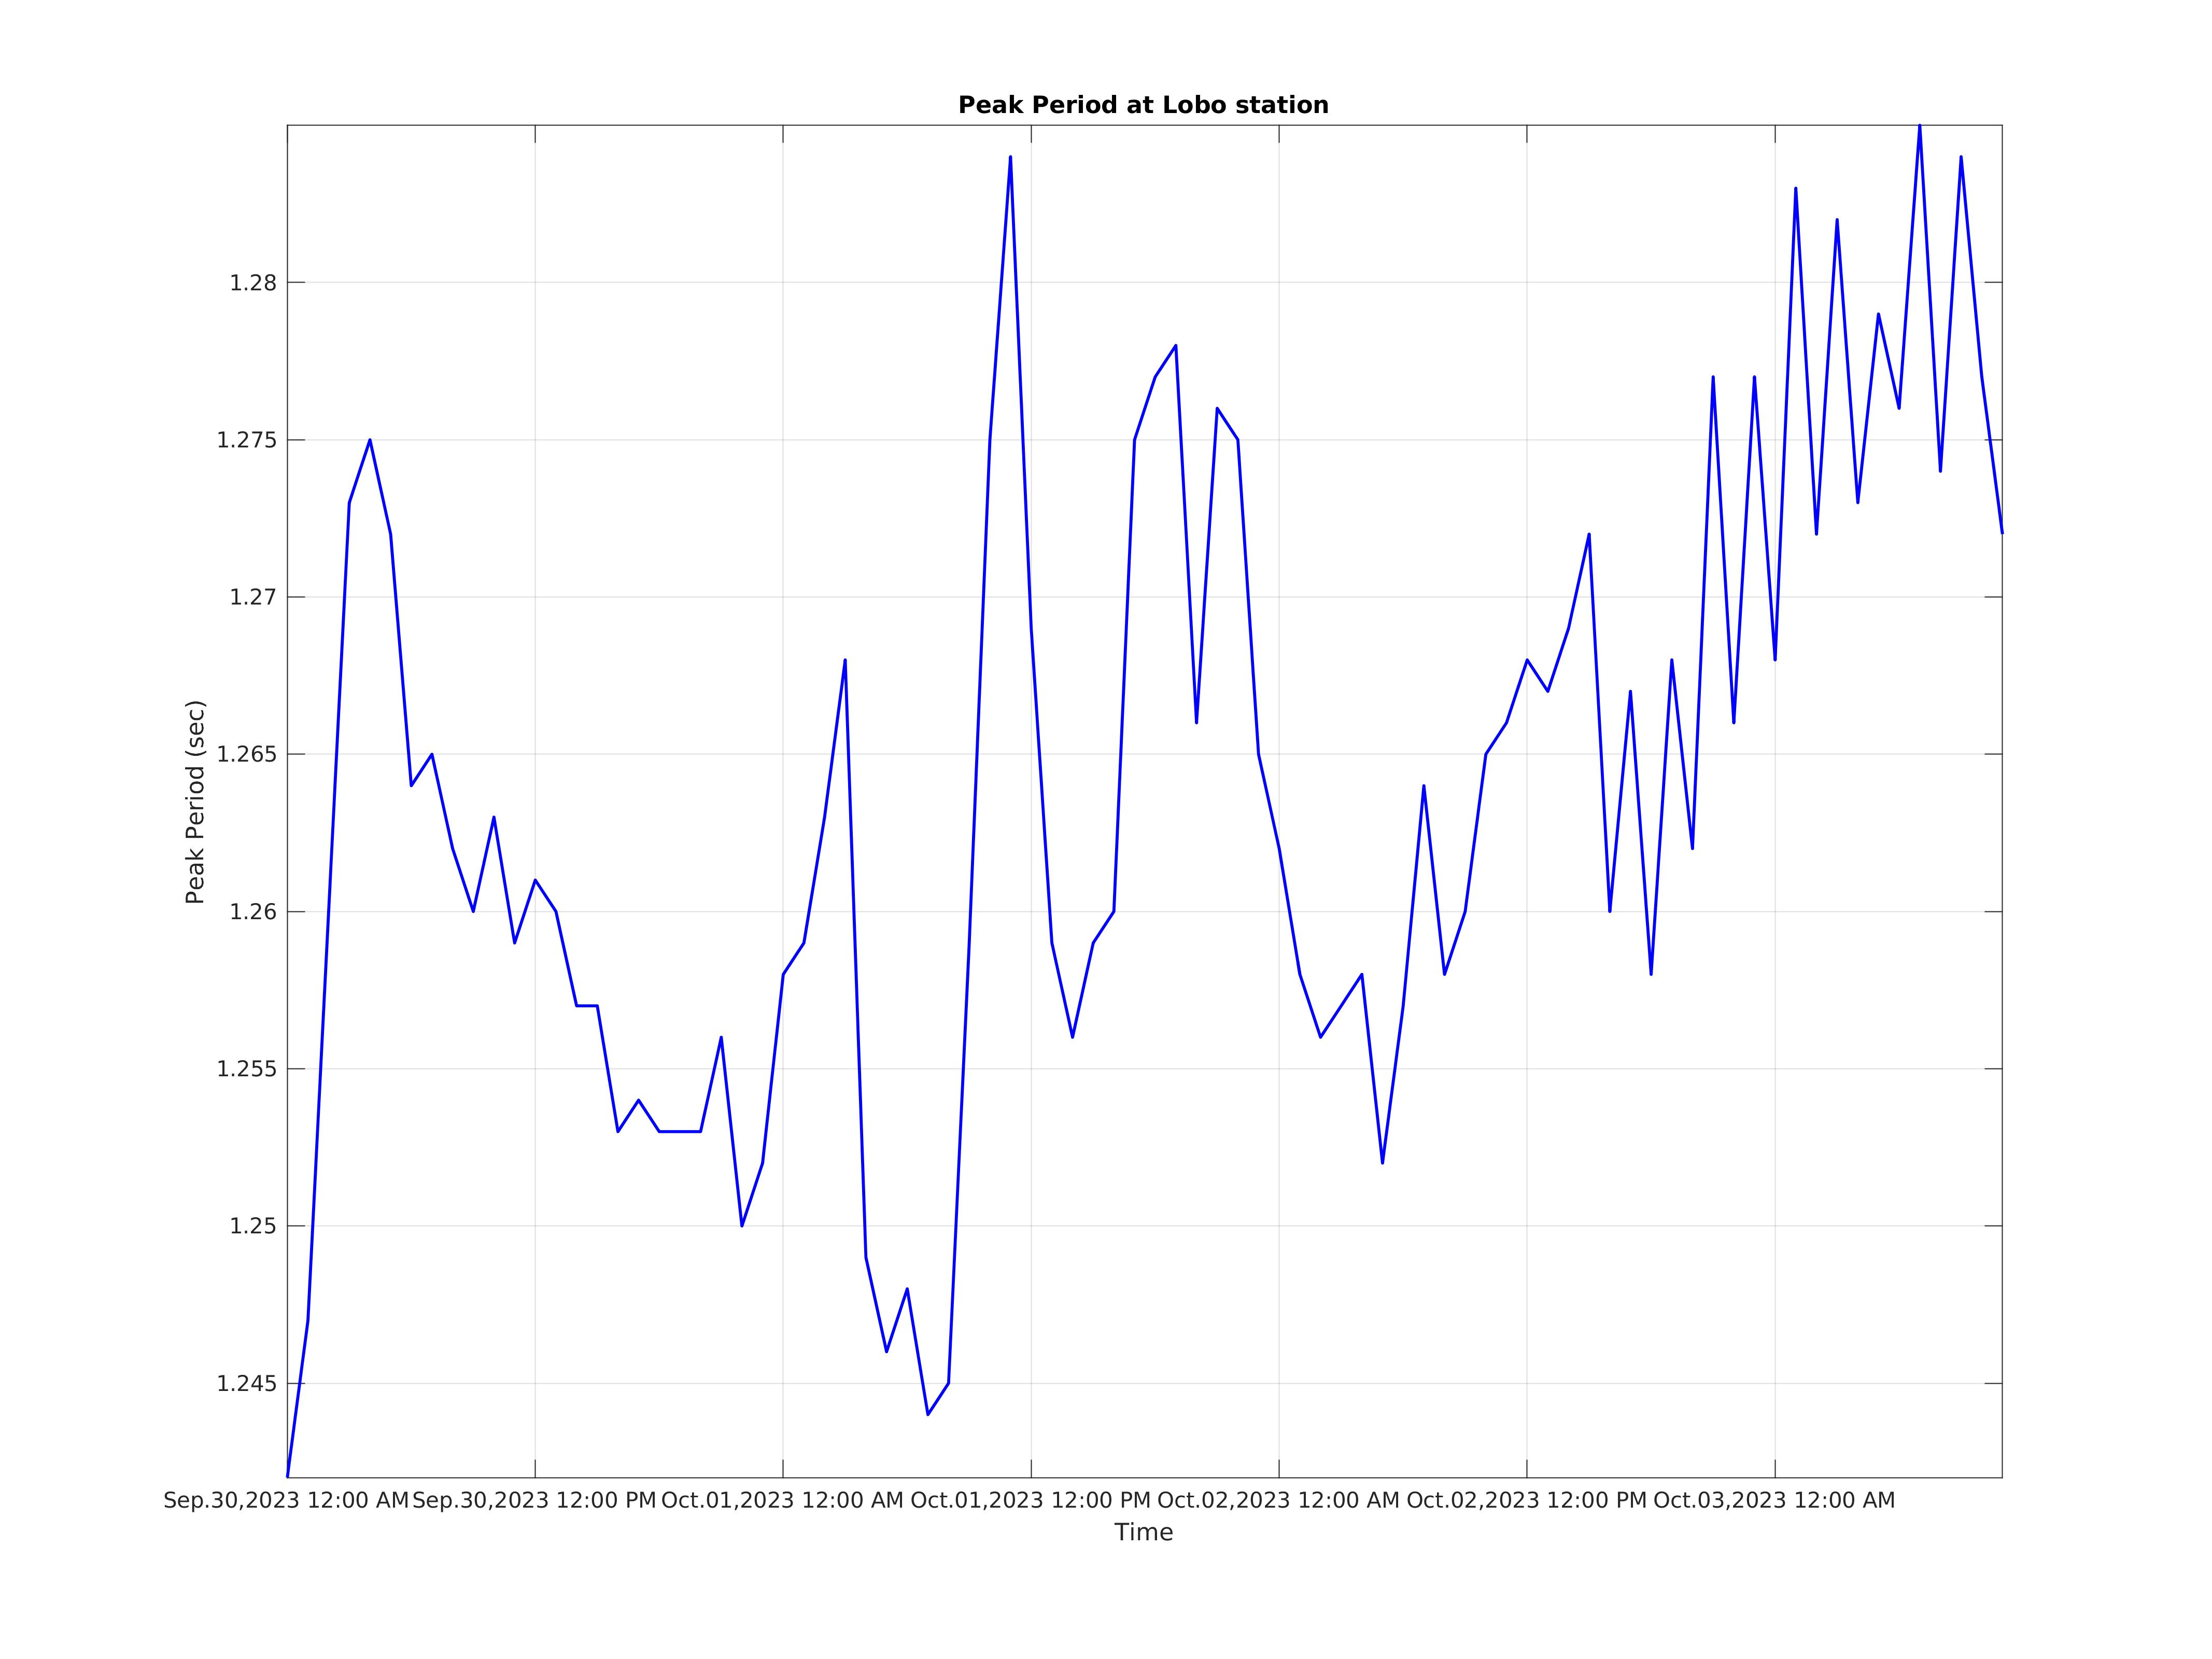 Peak Period at Lobo station
1.28
1.275
1.27
1.265
1.26
1.255
1.25
1.245
Peak Period (sec)
Sep.30,2023 12:00 AM Sep.30,2023 12:00 PM Oct.01,2023 12:00 AM Oct.01,2023 12:00 PM Oct.02,2023 12:00 AM Oct.02,2023 12:00 PM Oct.03,2023 12:00 AM
Time